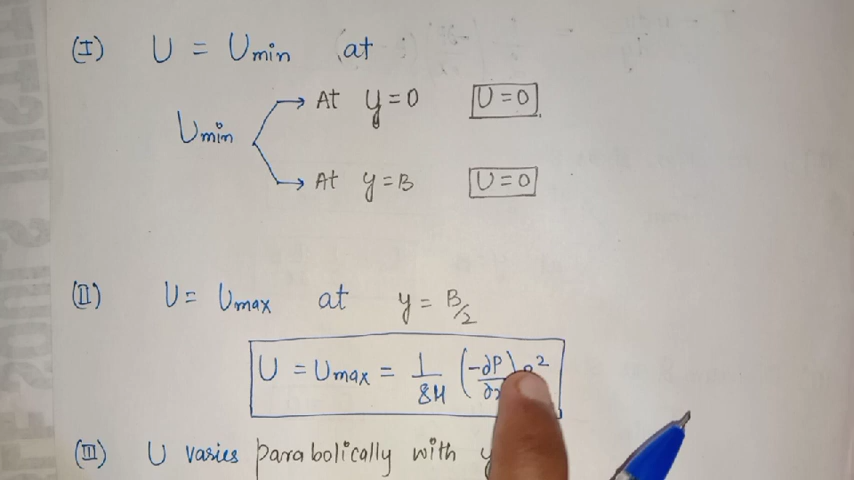 (I) U = Umin at
At y=0 U=0
Umin
At y=B U=0
(II) U= Umax at y = B/2
U = Umax = 1/8μ (-∂P/∂x) B²
(III) U varies parabolically with y